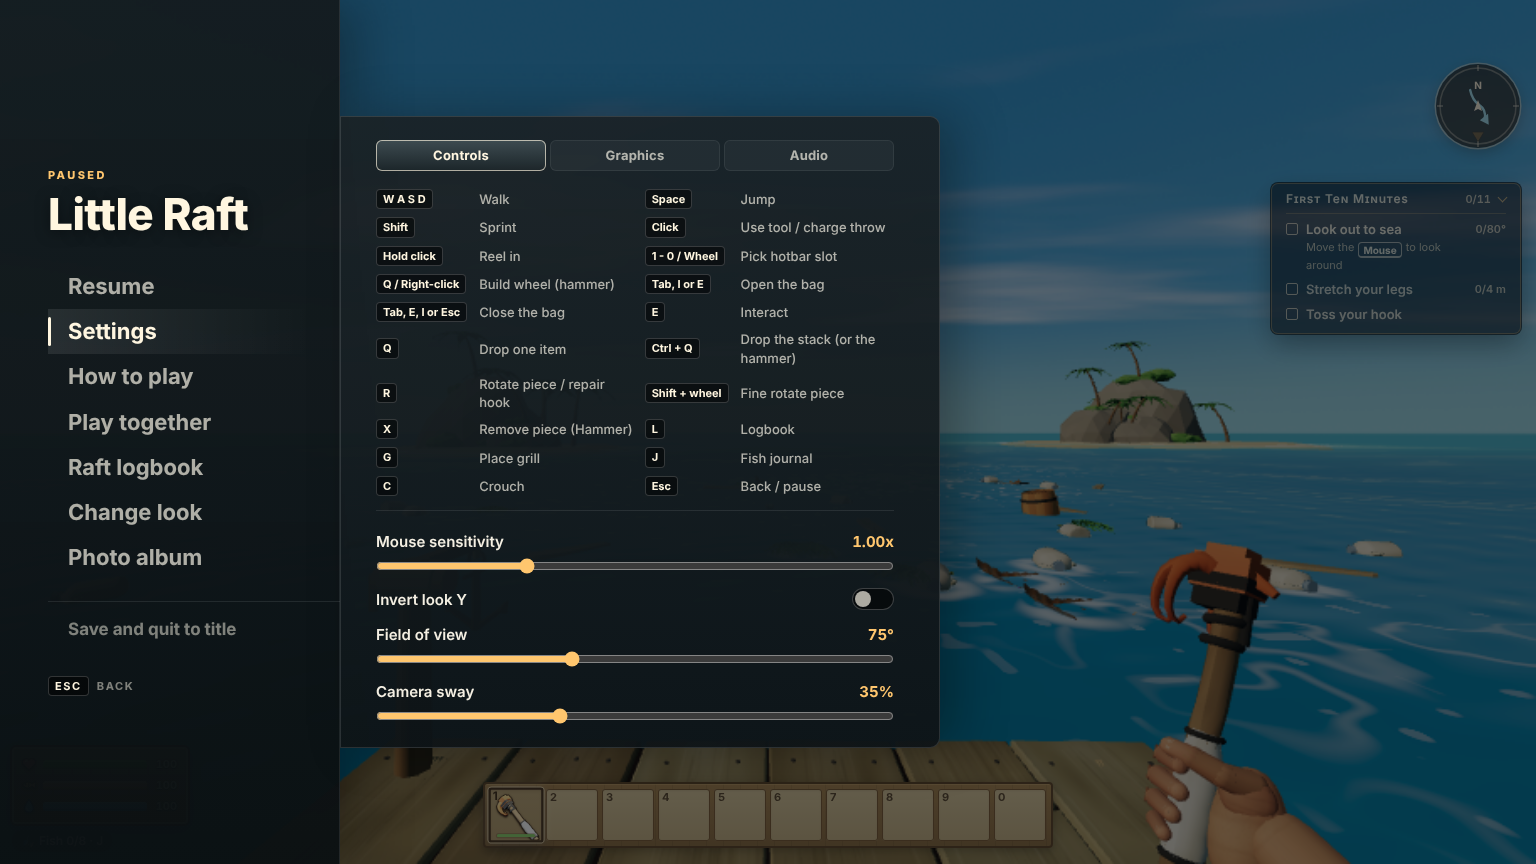 PAUSED
Little Raft
Resume
Settings
How to play
Play together
Raft logbook
Change look
Photo album
Save and quit to title
ESC BACK
Controls Graphics Audio
W A S D Walk Space Jump
Shift Sprint Click Use tool / charge throw
Hold click Reel in 1 - 0 / Wheel Pick hotbar slot
Q / Right-click Build wheel (hammer) Tab, I or E Open the bag
Tab, E, I or Esc Close the bag E Interact
Q Drop one item Ctrl + Q Drop the stack (or the
hammer)
R Rotate piece / repair
hook Shift + wheel Fine rotate piece
X Remove piece (Hammer) L Logbook
G Place grill J Fish journal
C Crouch Esc Back / pause
Mouse sensitivity 1.00x
Invert look Y
Field of view 75°
Camera sway 35%
N
First Ten Minutes 0/11
Look out to sea 0/80°
Move the Mouse to look
around
Stretch your legs 0/4 m
Toss your hook
1 2 3 4 5 6 7 8 9 0